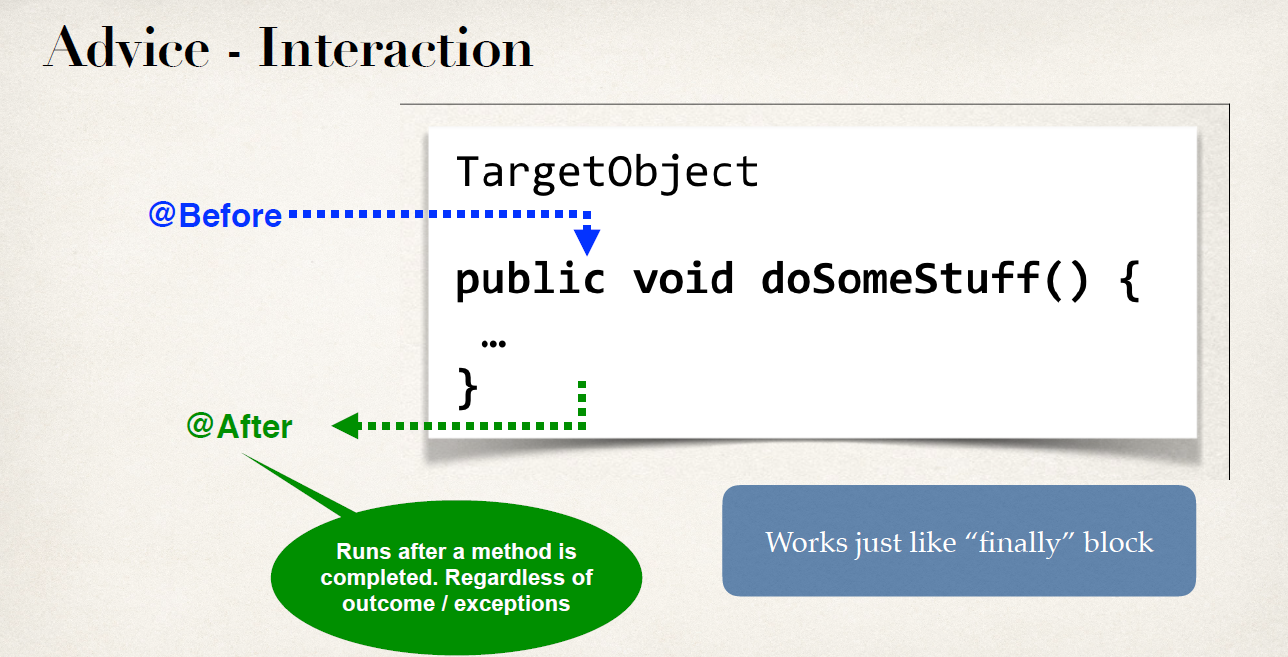 Advice - Interaction
TargetObject
@Before
public void doSomeStuff() {
…
}
@After
Runs after a method is
completed. Regardless of
outcome / exceptions
Works just like “finally” block